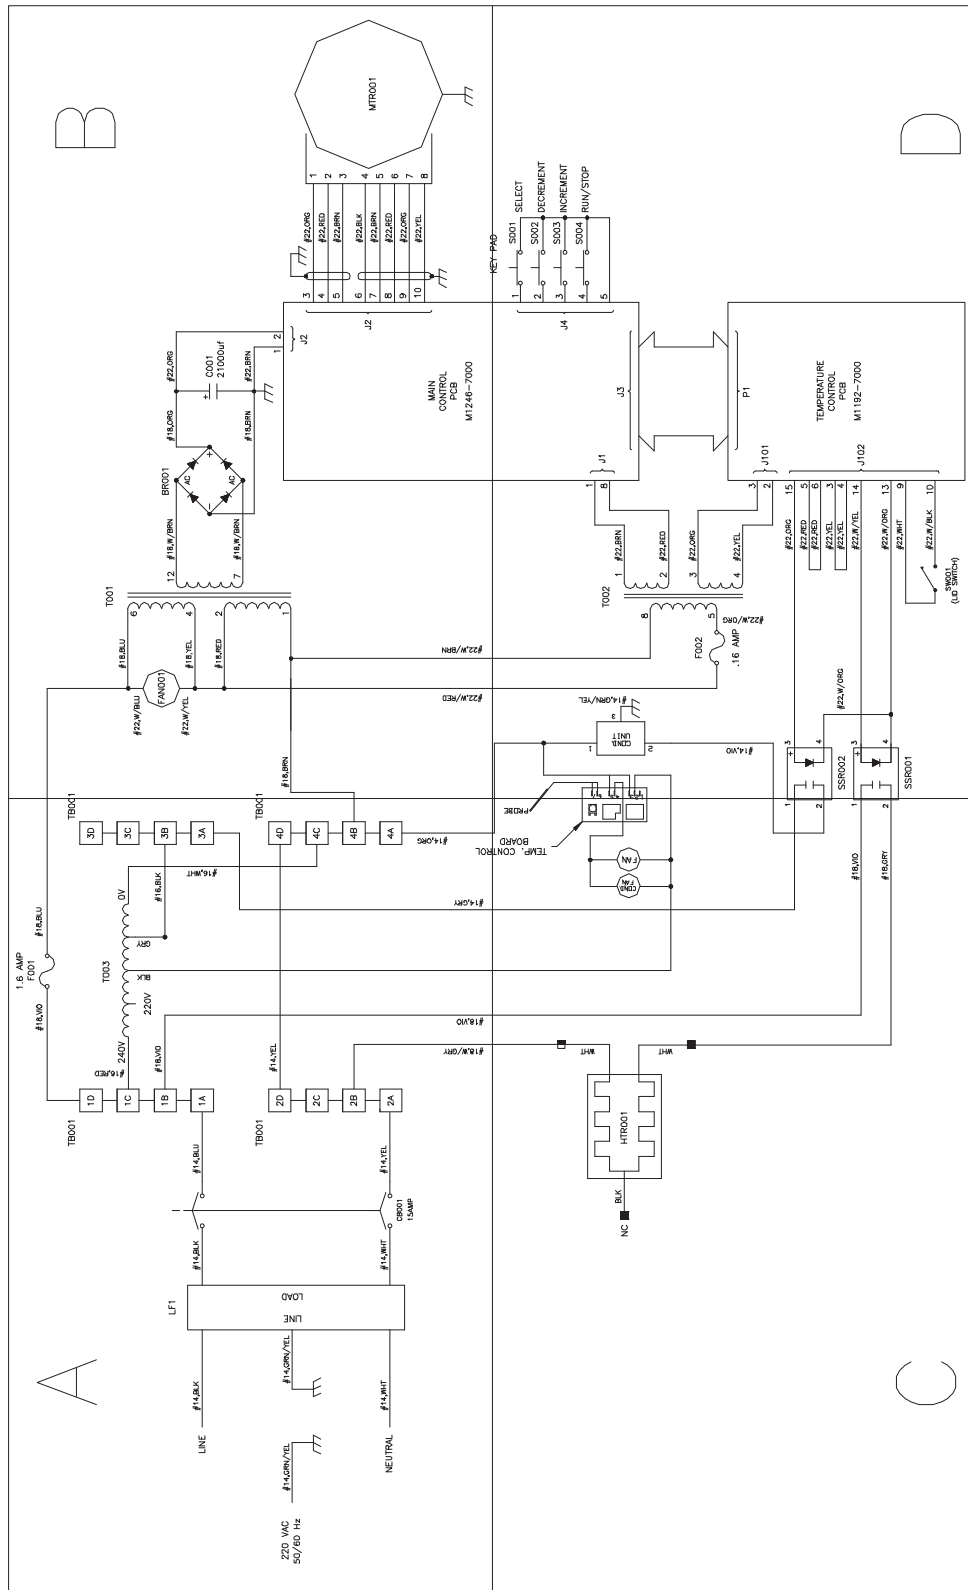 A
220 VAC
50/60 Hz
LINE
NEUTRAL
#14,BLK
#14,GRN/YEL
#14,GRN/YEL
#14,WHT
LF1
LINE
LOAD
#14,BLK
#14,WHT
CB001
15AMP
#14,BLU
#14,YEL
TB001
1D
1C
1B
1A
TB001
2D
2C
2B
2A
#18,VIO
1.6 AMP
F001
#18,BLU
#16,RED
240V
220V
T003
0V
BLK
GRY
#16,BLK
#16,WHT
#18,VIO
#14,YEL
#18,W/GRY
#18,VIO
#14,GRY
TB001
3D
3C
3B
3A
TB001
4D
4C
4B
4A
#14,ORG
#18,BRN
B
#22,W/BLU
FAN001
#22,W/YEL
#18,BLU
#18,YEL
#18,RED
T001
6
4
2
1
12
7
#22,W/BRN
#22,W/RED
#18,W/BRN
#18,W/BRN
BR001
AC
AC
+
-
#18,ORG
#18,BRN
+
C001
21000uf
#22,ORG
#22,BRN
1
2
J2
MAIN
CONTROL
PCB
M1246-7000
J2
3
4
5
6
7
8
9
10
#22,ORG
#22,RED
#22,BRN
#22,BLK
#22,BRN
#22,RED
#22,ORG
#22,YEL
1
2
3
4
5
6
7
8
MTR001
C
NC
BLK
HTR001
WHT
WHT
#18,VIO
#18,GRY
COND
FAN
FAN
TEMP. CONTROL
BOARD
PROBE
D
COND.
UNIT
1
2
3
#14,GRN/YEL
#14,VIO
F002
.16 AMP
#22,W/ORG
T002
8
5
1
2
3
4
#22,BRN
#22,RED
#22,ORG
#22,YEL
1
8
J1
J3
P1
3
2
J101
J4
1
2
3
4
5
KEY PAD
S001
SELECT
S002
DECREMENT
S003
INCREMENT
S004
RUN/STOP
TEMPERATURE
CONTROL
PCB
M1192-7000
J102
15
5
6
3
4
14
13
9
10
#22,ORG
#22,RED
#22,RED
#22,YEL
#22,YEL
#22,W/YEL
#22,W/ORG
#22,WHT
#22,W/BLK
SW001
(LID SWITCH)
#22,W/ORG
SSR002
1
2
3
4
+
SSR001
1
2
3
4
+